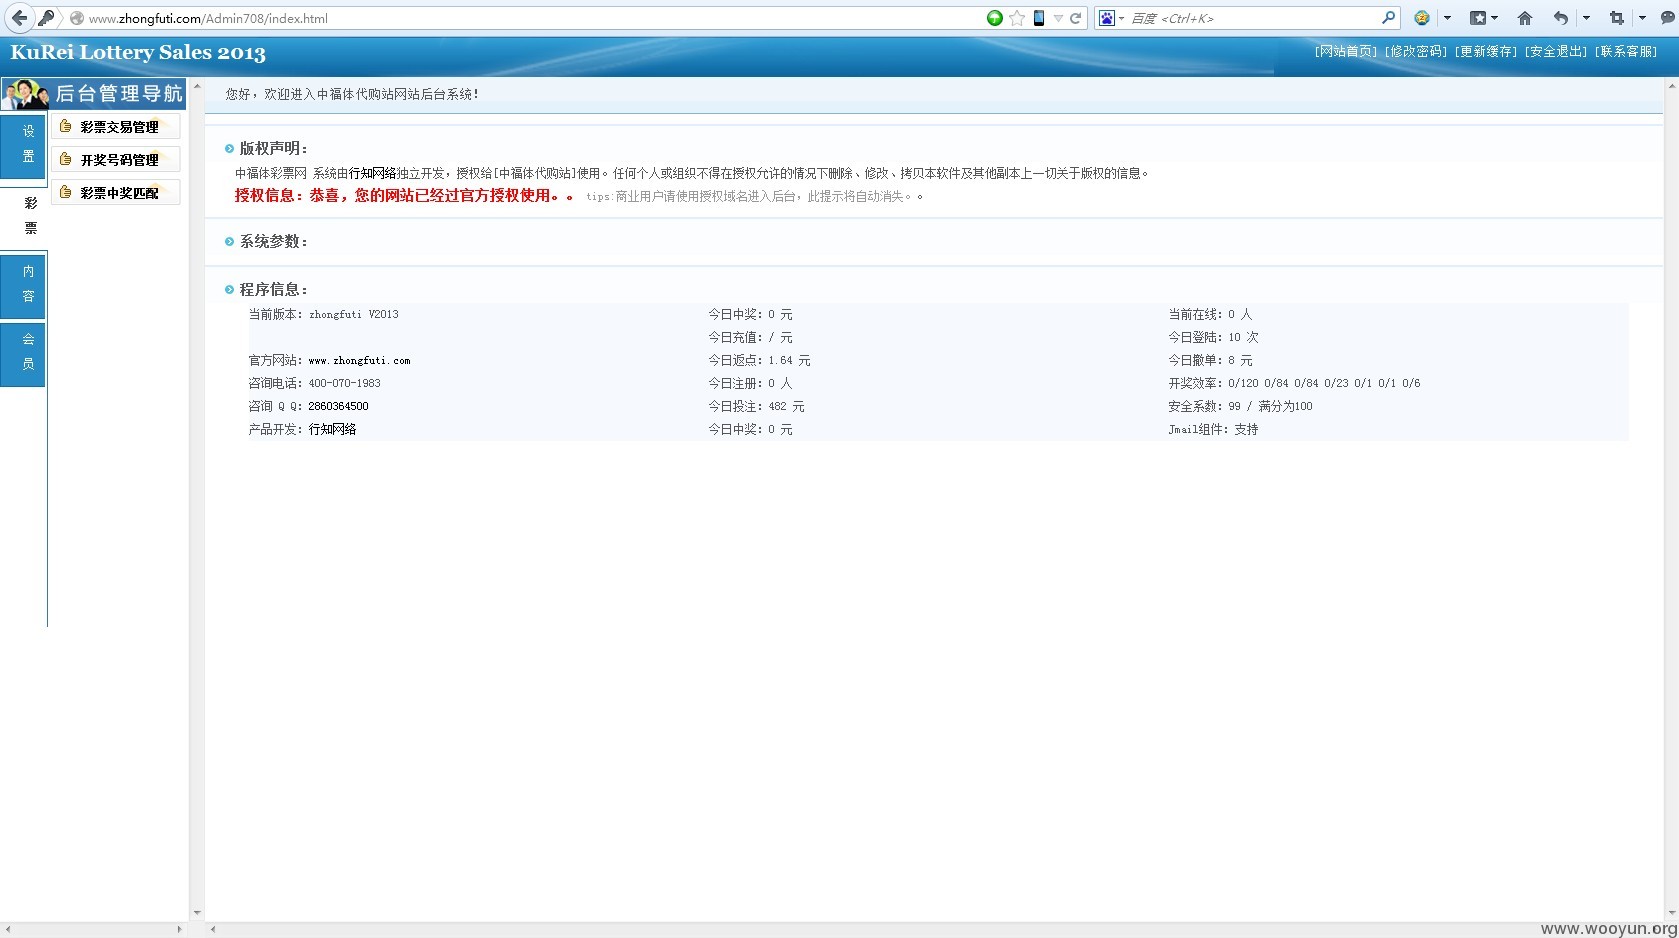 www.zhongfuti.com/Admin708/index.html
百度 <Ctrl+K>
KuRei Lottery Sales 2013
[网站首页] [修改密码] [更新缓存] [安全退出] [联系客服]
后台管理导航
设置
彩票
内容
会员
彩票交易管理
开奖号码管理
彩票中奖匹配
您好，欢迎进入中福体代购站网站后台系统！
版权声明：
中福体彩票网 系统由行知网络独立开发，授权给[中福体代购站]使用。任何个人或组织不得在授权允许的情况下删除、修改、拷贝本软件及其他副本上一切关于版权的信息。
授权信息：恭喜，您的网站已经过官方授权使用。。 tips:商业用户请使用授权域名进入后台，此提示将自动消失。。
系统参数：
程序信息：
当前版本：zhongfuti V2013 今日中奖：0 元 当前在线：0 人
今日充值：/ 元 今日登陆：10 次
官方网站：www.zhongfuti.com 今日返点：1.64 元 今日撤单：8 元
咨询电话：400-070-1983 今日注册：0 人 开奖效率：0/120 0/84 0/84 0/23 0/1 0/1 0/6
咨询 Q Q：2860364500 今日投注：482 元 安全系数：99 / 满分为100
产品开发：行知网络 今日中奖：0 元 Jmail组件：支持
www.wooyun.org